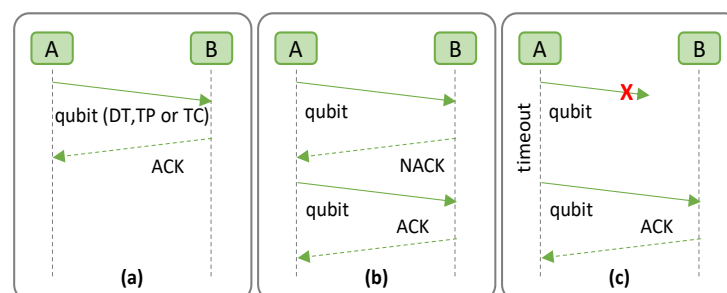 A B
qubit (DT,TP or TC)
ACK
(a)
A B
qubit
NACK
qubit
ACK
(b)
A B
X
qubit
timeout
qubit
ACK
(c)